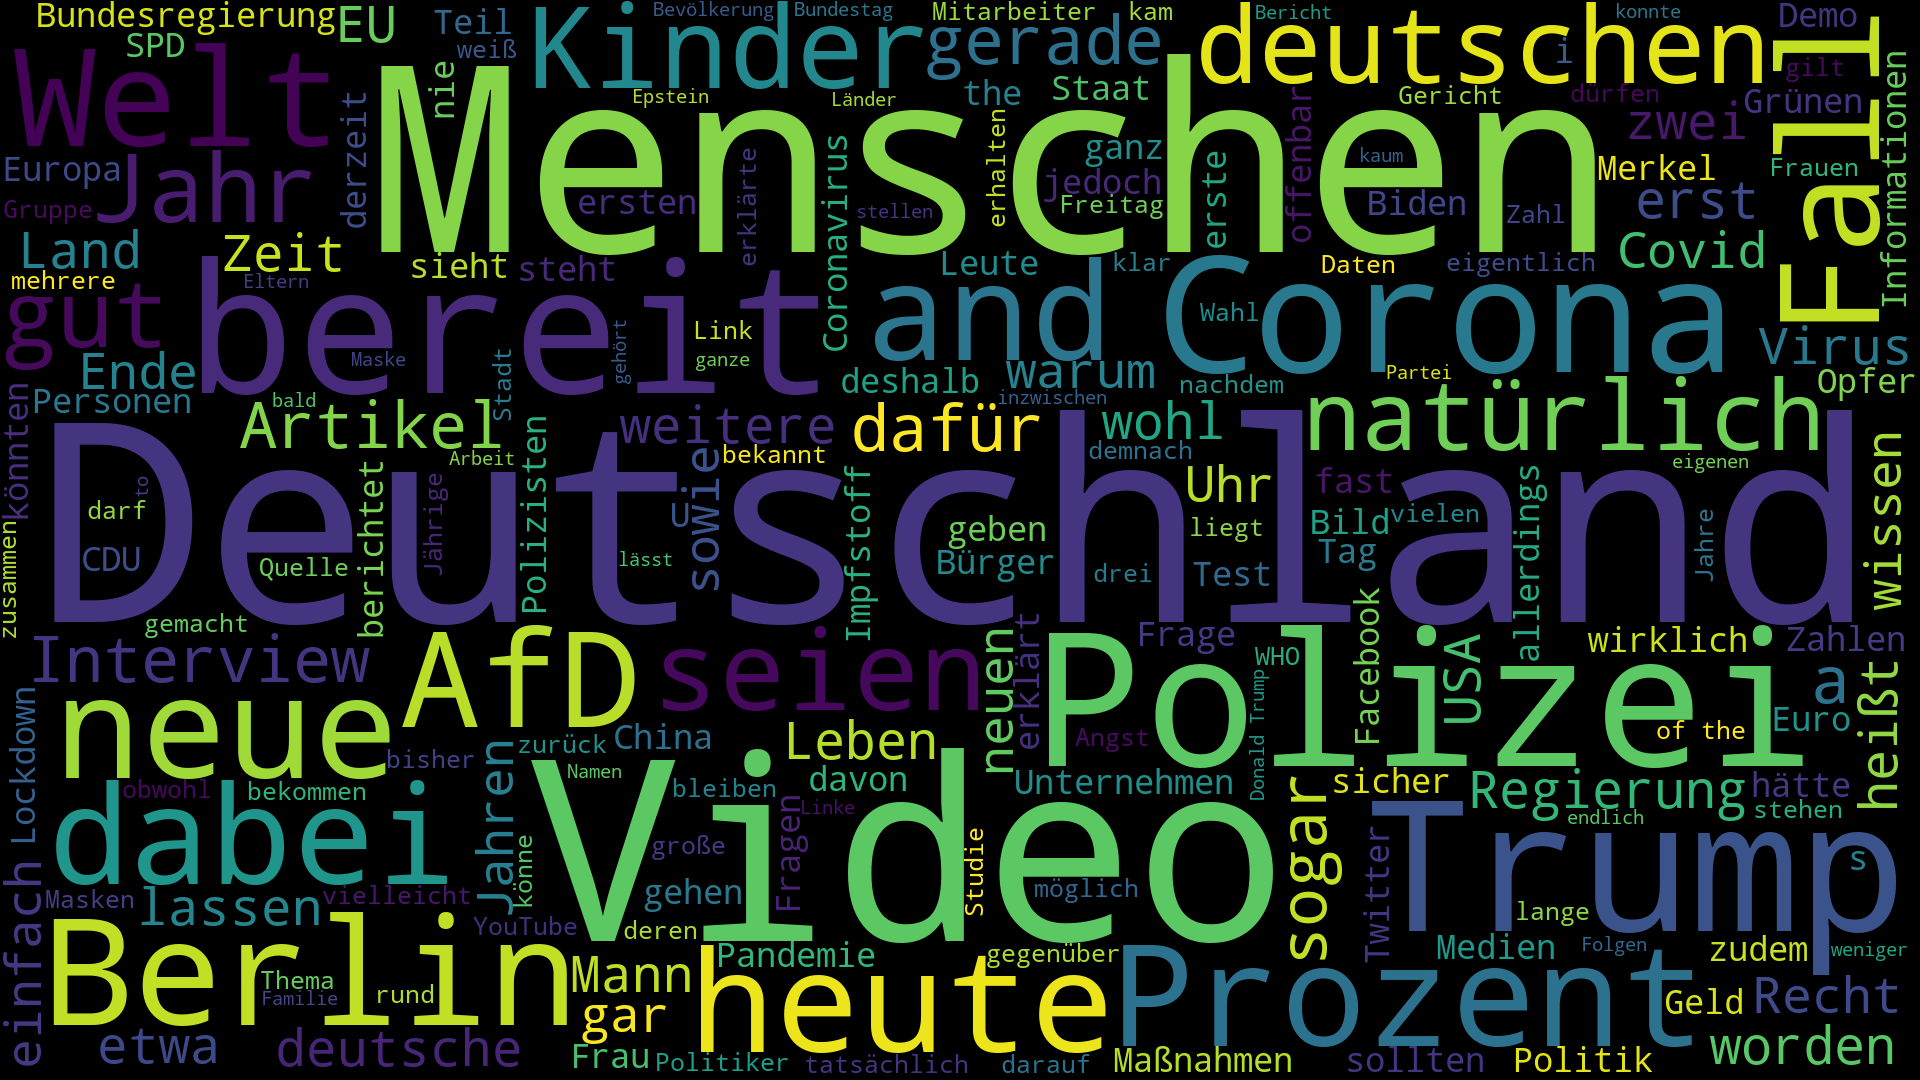 Bundesregierung
EU
Teil
Kinder
Bevölkerung
Bundestag
Mitarbeiter
kam
deutschen
Bericht
konnte
Demo
SPD
weiß
gerade
i
gilt
Welt
nie
Menschen
Epstein
Länder
the
Staat
Gericht
dürfen
Grünen
Fall
Informationen
derzeit
erhalten
offenbar
zwei
Europa
Jahr
erklärte
Coronavirus
ganz
erste
kaum
Merkel
Frauen
Gruppe
ersten
stellen
jedoch
Freitag
Biden
Zahl
erst
Land
Zeit
sieht
steht
Leute
klar
Daten
eigentlich
Covid
mehrere
Eltern
gut
bereit
and
Corona
Wahl
Link
Virus
Ende
Maske
Stadt
gehört
ganze
deshalb
warum
nachdem
Partei
Opfer
Personen
bald
inzwischen
könnten
Artikel
weitere
dafür
wohl
natürlich
Arbeit
bekannt
demnach
eigenen
Deutschland
darf
to
berichtet
Jährige
Polizisten
sowie
U
Impfstoff
Uhr
fast
allerdings
wissen
geben
liegt
Bild
vielen
CDU
Quelle
lässt
Bürger
drei
Test
Tag
Jahre
zusammen
gemacht
Interview
AfD
seien
neuen
erklärt
Frage
Polizei
WHO
Facebook
USA
wirklich
Zahlen
heißt
a
Lockdown
neue
bisher
Jahren
zurück
China
Leben
Angst
Donald Trump
of the
Euro
obwohl
bekommen
Namen
bleiben
davon
Unternehmen
sicher
Regierung
hätte
stehen
endlich
dabei
Video
Linke
Fragen
sogar
Trump
einfach
könne
große
Studie
Twitter
s
Masken
lassen
vielleicht
gehen
möglich
lange
Berlin
YouTube
deren
Pandemie
gegenüber
Medien
Folgen
zudem
weniger
Thema
Familie
rund
Mann
heute
Prozent
Geld
Recht
gar
etwa
deutsche
Frau
Politiker
tatsächlich
darauf
Maßnahmen
sollten
Politik
worden